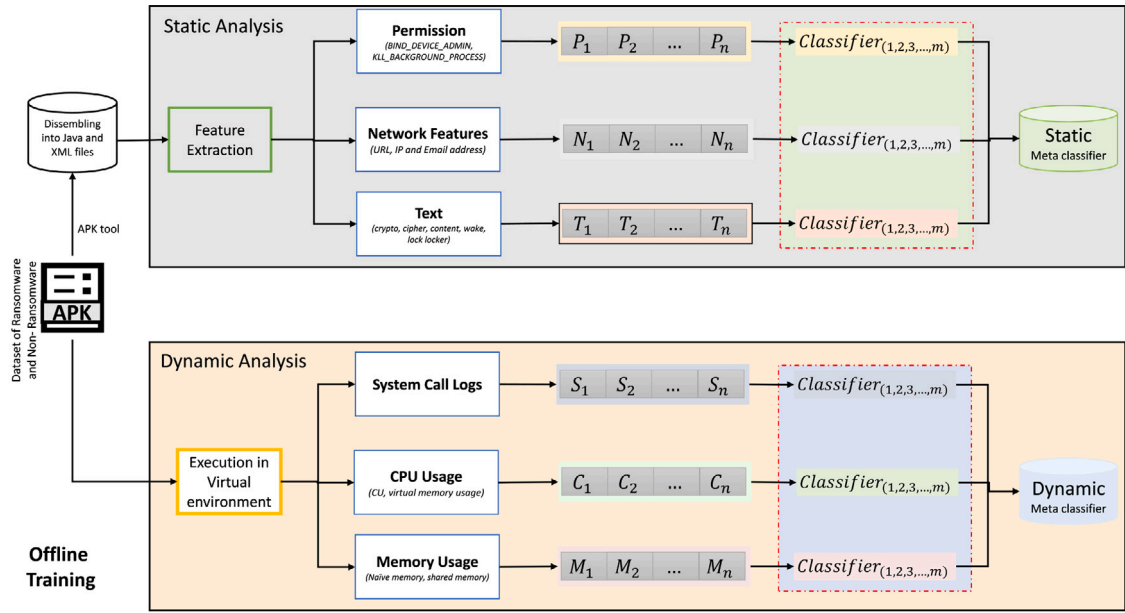 Static Analysis
Permission
(BIND_DEVICE_ADMIN,
KLL_BACKGROUND_PROCESS)
P1 P2 ... Pn
Classifier(1,2,3,...,m)
Dissembling
into Java and
XML files
Feature
Extraction
Network Features
(URL, IP and Email address)
N1 N2 ... Nn
Classifier(1,2,3,...,m)
Static
Meta classifier
Text
(crypto, cipher, content, wake,
lock locker)
T1 T2 ... Tn
Classifier(1,2,3,...,m)
APK tool
APK
Dataset of Ransomware
and Non- Ransomware
Dynamic Analysis
System Call Logs
S1 S2 ... Sn
Classifier(1,2,3,...,m)
Execution in
Virtual
environment
CPU Usage
(CU, virtual memory usage)
C1 C2 ... Cn
Classifier(1,2,3,...,m)
Dynamic
Meta classifier
Memory Usage
(Naïve memory, shared memory)
M1 M2 ... Mn
Classifier(1,2,3,...,m)
Offline
Training